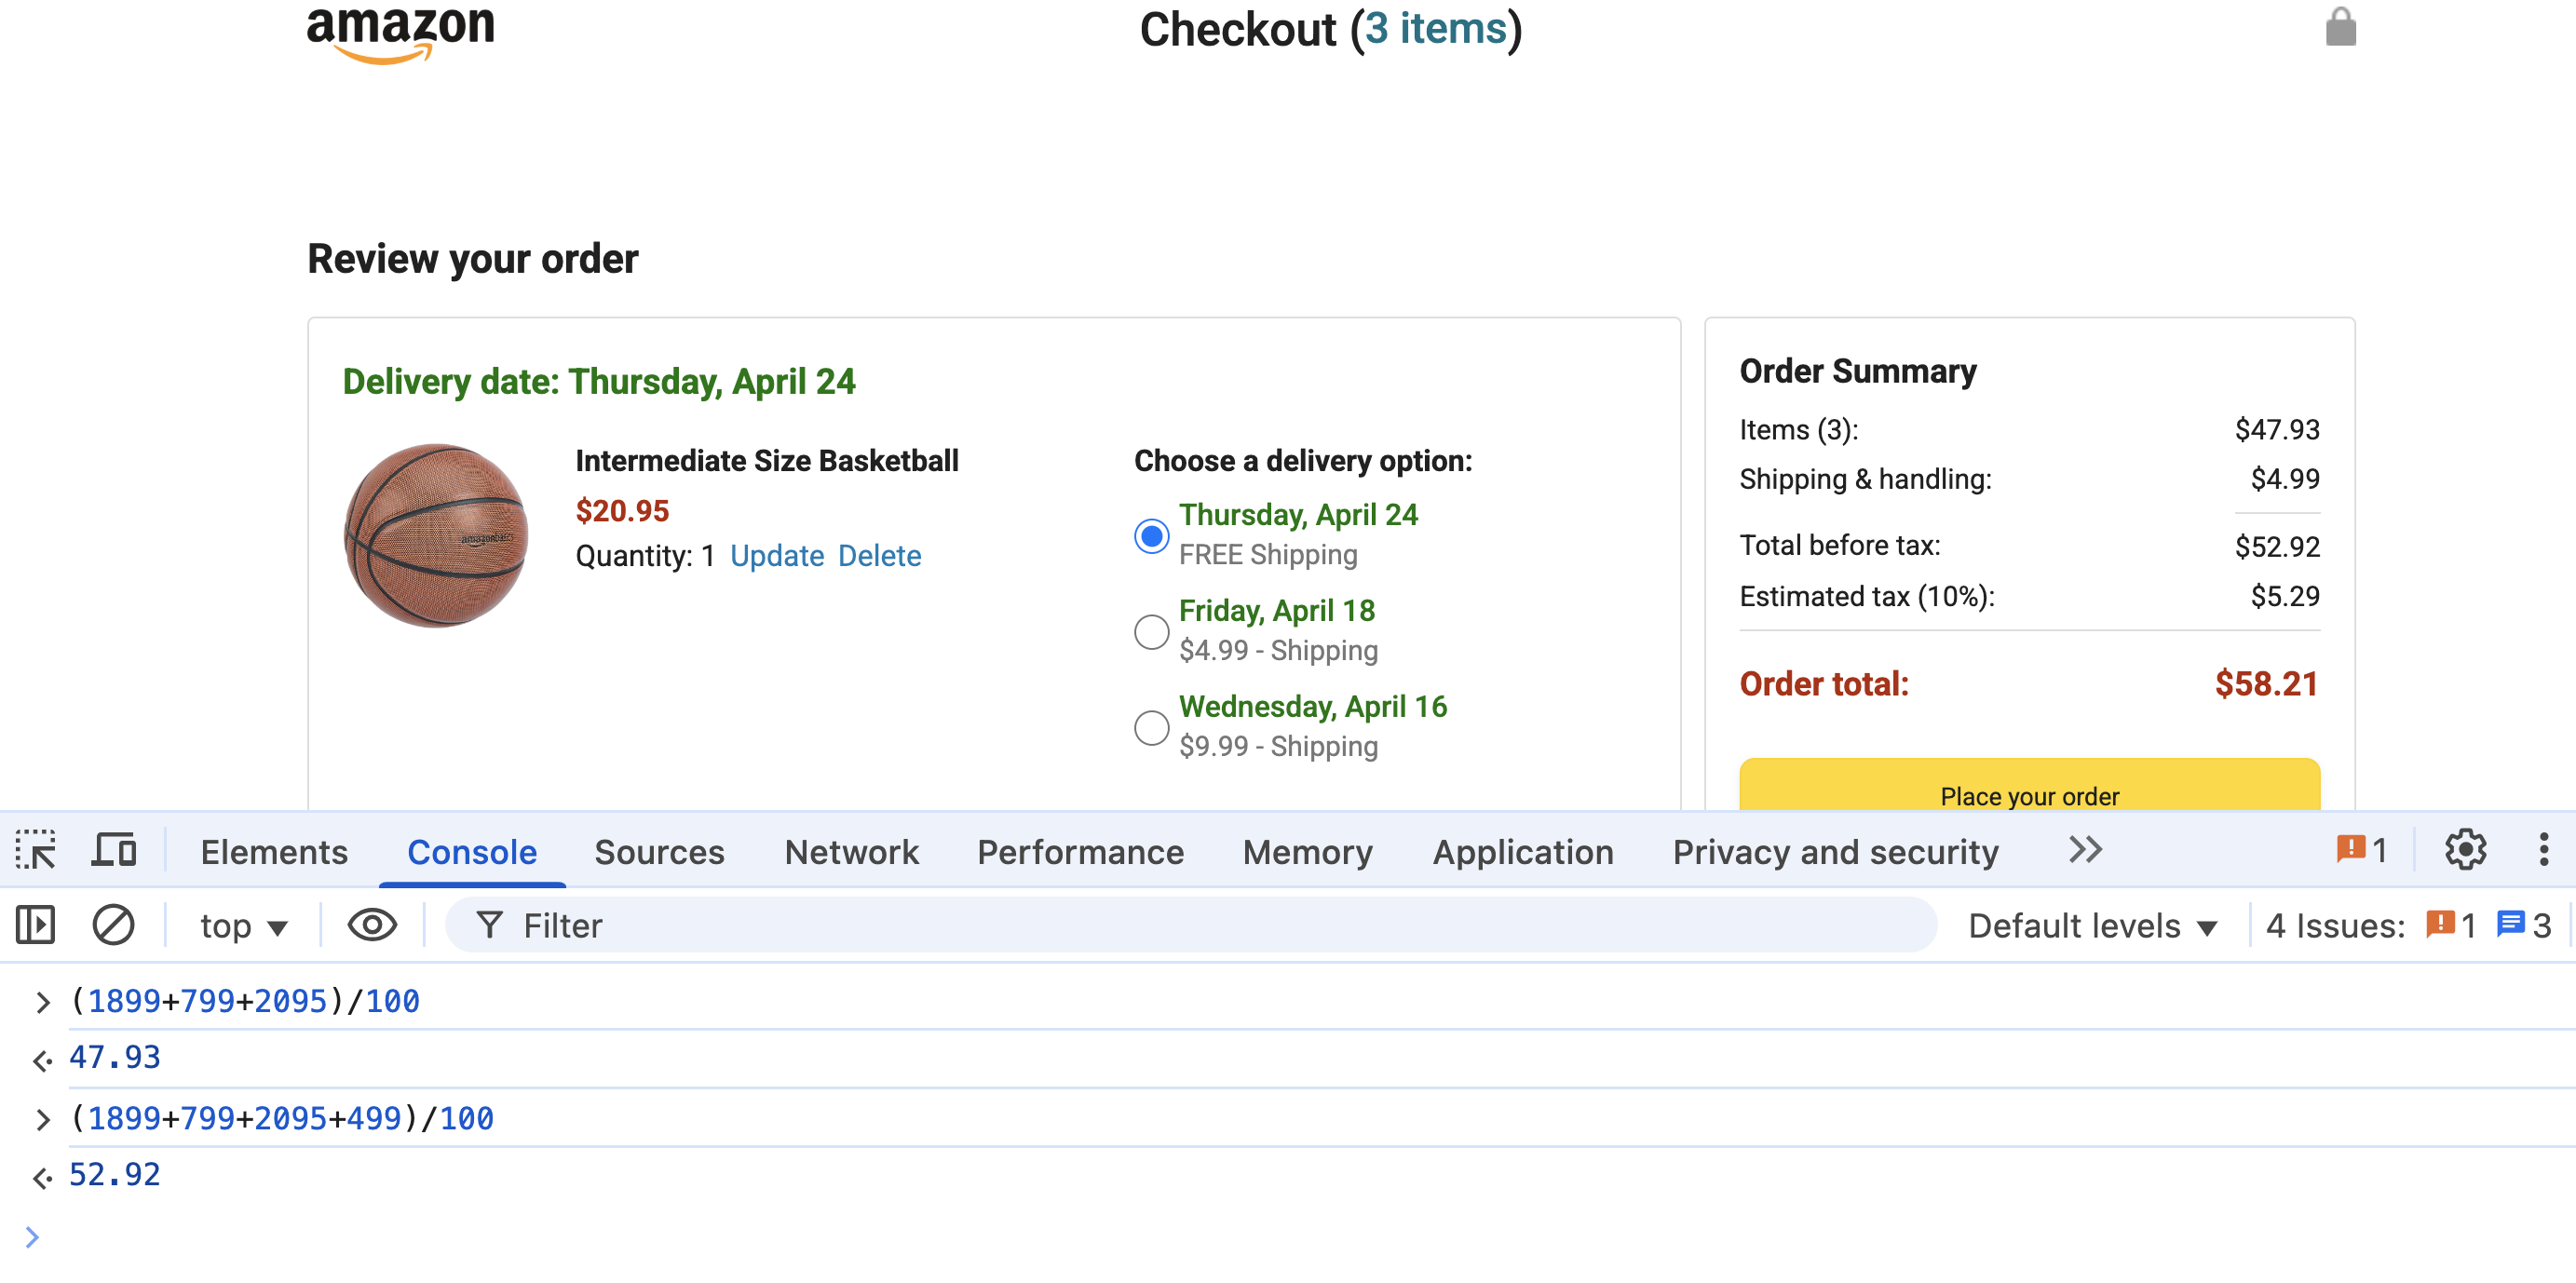 amazon
Checkout (3 items)
Review your order
Delivery date: Thursday, April 24
Intermediate Size Basketball
$20.95
Quantity: 1 Update Delete
amazonbasics
Choose a delivery option:
Thursday, April 24
FREE Shipping
Friday, April 18
$4.99 - Shipping
Wednesday, April 16
$9.99 - Shipping
Order Summary
Items (3): $47.93
Shipping & handling: $4.99
Total before tax: $52.92
Estimated tax (10%): $5.29
Order total: $58.21
Place your order
Elements Console Sources Network Performance Memory Application Privacy and security 1
top Filter Default levels 4 Issues: 1 3
(1899+799+2095)/100
47.93
(1899+799+2095+499)/100
52.92